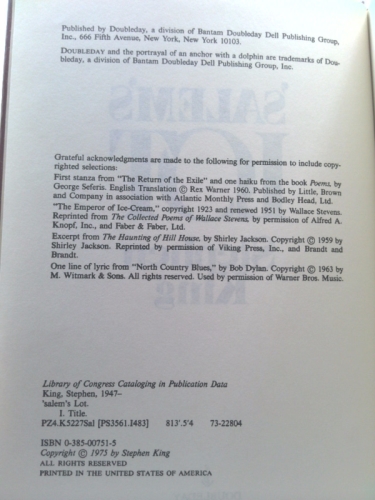 Published by Doubleday, a division of Bantam Doubleday Dell Publishing Group,
Inc., 666 Fifth Avenue, New York, New York 10103.
DOUBLEDAY and the portrayal of an anchor with a dolphin are trademarks of Dou-
bleday, a division of Bantam Doubleday Dell Publishing Group, Inc.
Grateful acknowledgments are made to the following for permission to include copy-
righted selections:
First stanza from "The Return of the Exile" and one haiku from the book Poems, by
George Seferis. English Translation © Rex Warner 1960. Published by Little, Brown
and Company in association with Atlantic Monthly Press and Bodley Head, Ltd.
"The Emperor of Ice-Cream," copyright 1923 and renewed 1951 by Wallace Stevens.
Reprinted from The Collected Poems of Wallace Stevens, by permission of Alfred A.
Knopf, Inc., and Faber & Faber, Ltd.
Excerpt from The Haunting of Hill House, by Shirley Jackson. Copyright © 1959 by
Shirley Jackson. Reprinted by permission of Viking Press, Inc., and Brandt and
Brandt.
One line of lyric from "North Country Blues," by Bob Dylan. Copyright © 1963 by
M. Witmark & Sons. All rights reserved. Used by permission of Warner Bros. Music.
Library of Congress Cataloging in Publication Data
King, Stephen, 1947–
'salem's Lot.
I. Title.
PZ4.K5227Sal [PS3561.I483] 813'.5'4 73-22804
ISBN 0-385-00751-5
Copyright © 1975 by Stephen King
ALL RIGHTS RESERVED
PRINTED IN THE UNITED STATES OF AMERICA